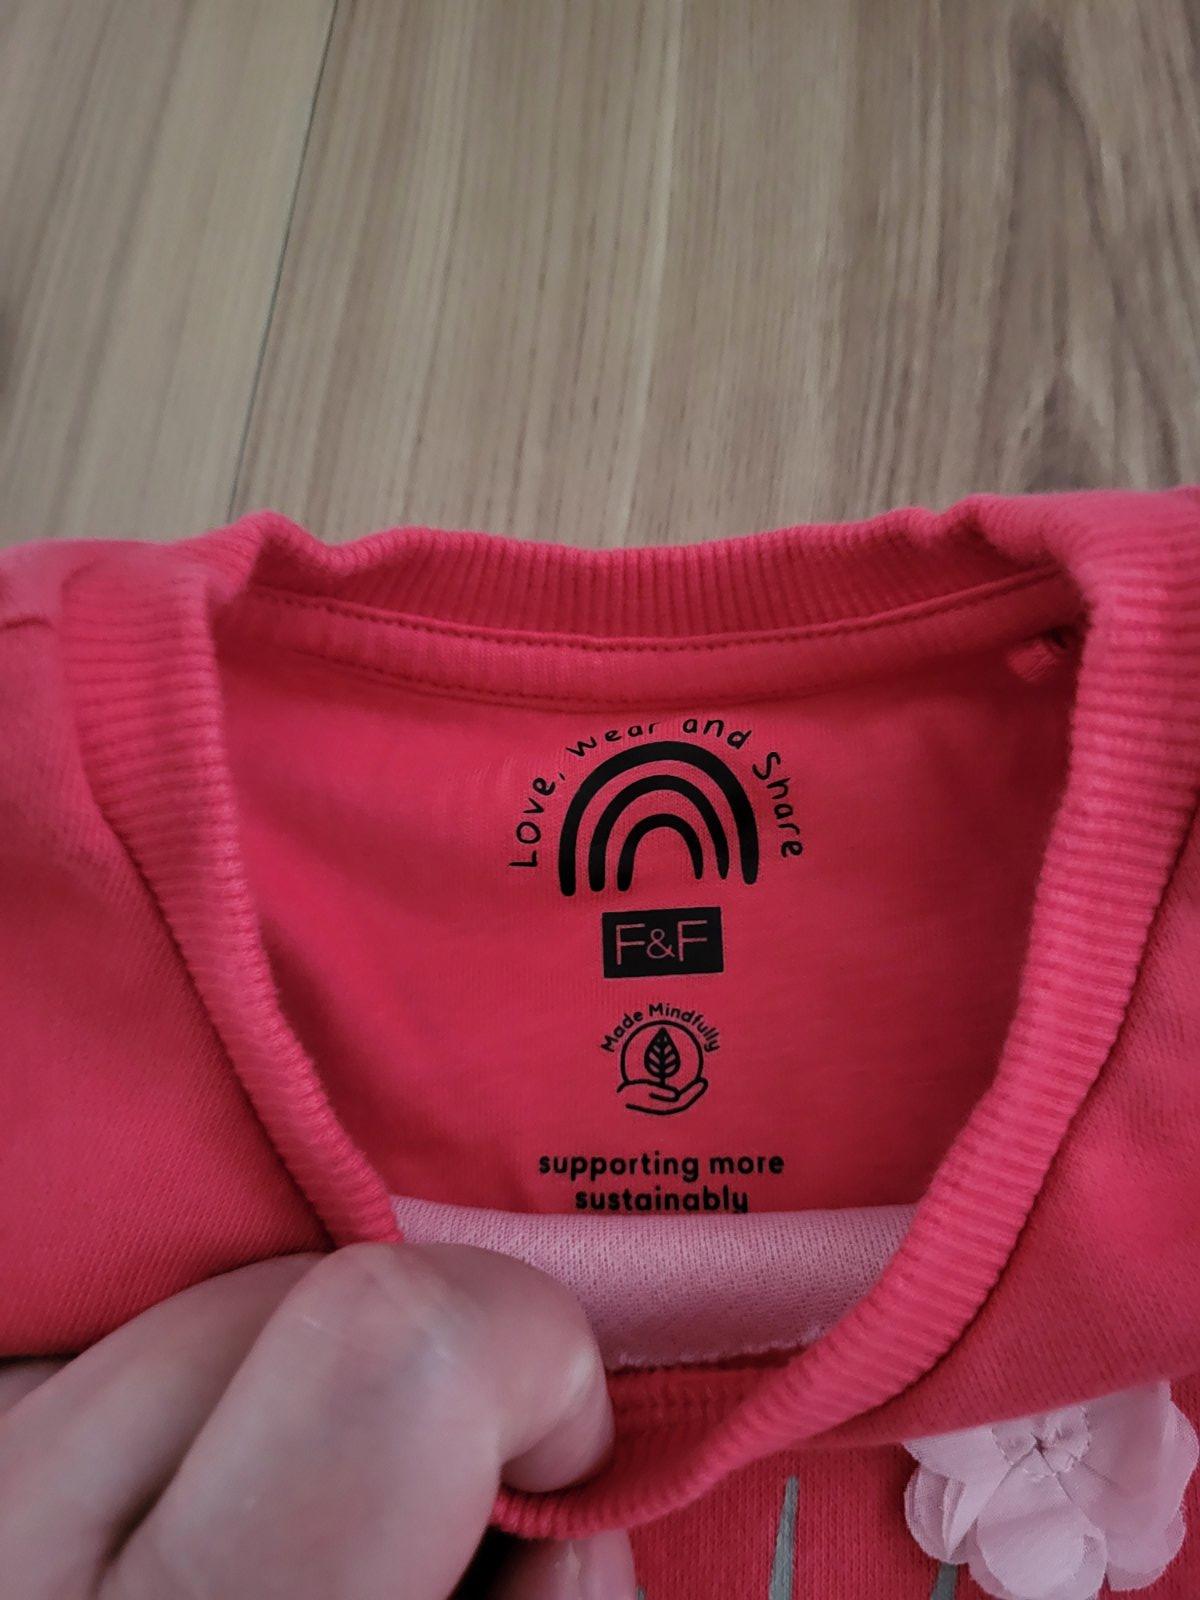 Love, Wear and Share
F&F
Made Mindfully
supporting more
sustainably